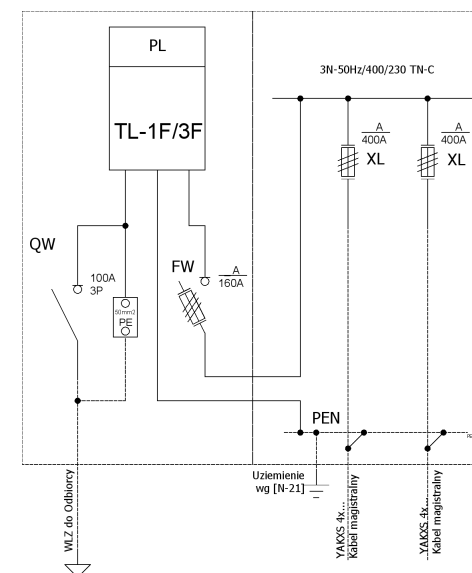 PL
3N-50Hz/400/230 TN-C
TL-1F/3F
A
400A
XL
A
400A
XL
QW
100A
3P
FW
A
160A
50mm2
PE
PEN
PE
Uziemienie
wg [N-21]
WLZ do Odbiorcy
YAKXS 4x...
Kabel magistralny
YAKXS 4x...
Kabel magistralny